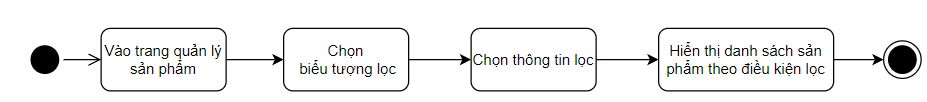 Vào trang quản lý
sản phẩm
Chọn
biểu tượng lọc
Chọn thông tin lọc
Hiển thị danh sách sản
phẩm theo điều kiện lọc